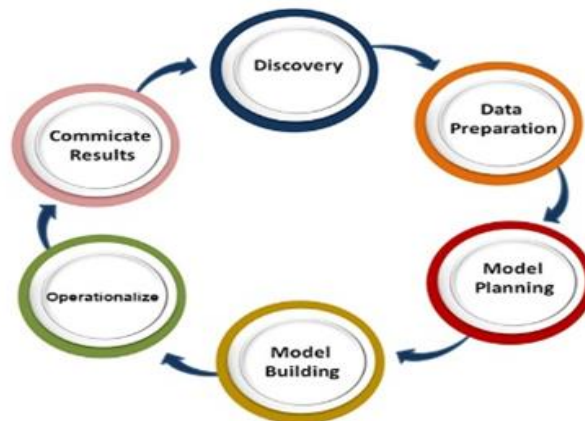 Discovery
Data
Preparation
Model
Planning
Model
Building
Operationalize
Commicate
Results